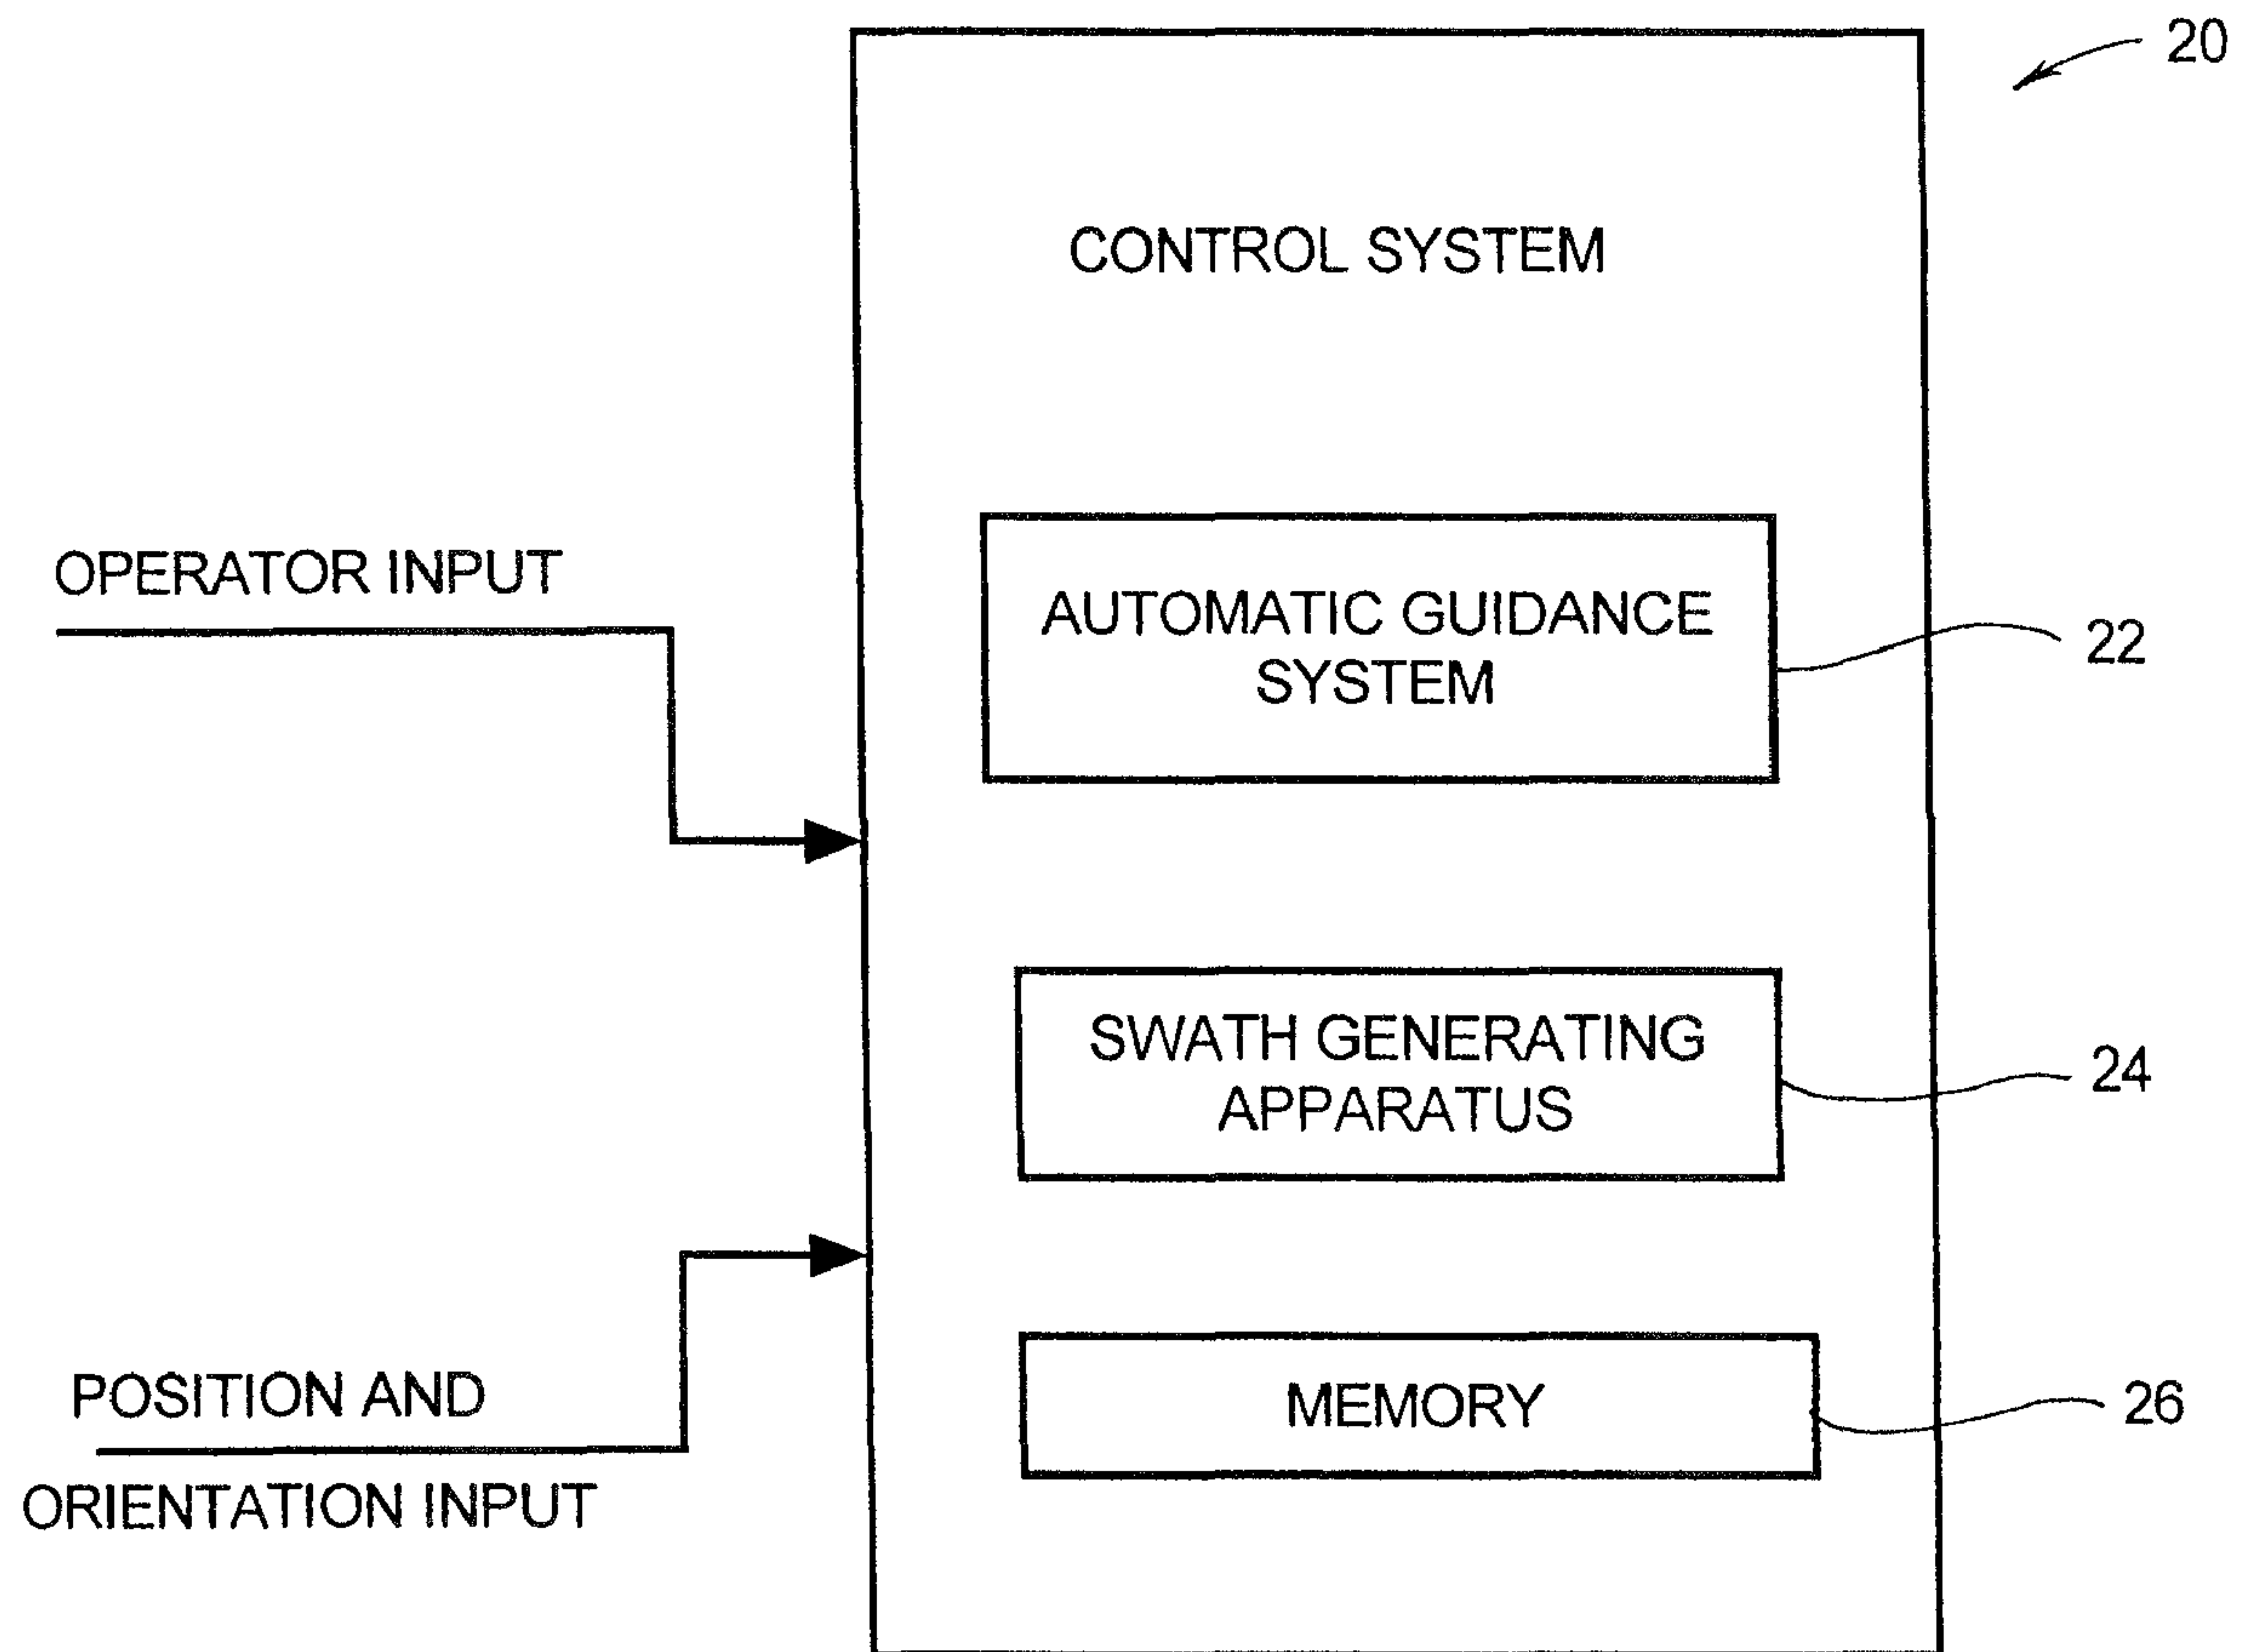 20
CONTROL SYSTEM
OPERATOR INPUT
AUTOMATIC GUIDANCE
SYSTEM
22
SWATH GENERATING
APPARATUS
24
POSITION AND
ORIENTATION INPUT
MEMORY
26